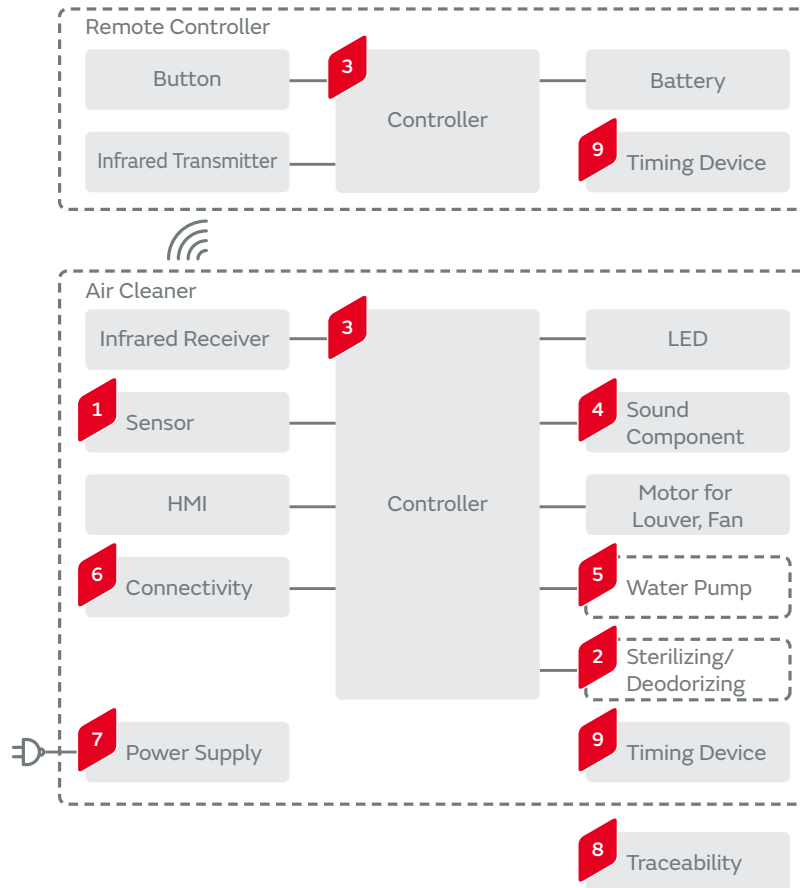 Remote Controller
Button
3
Controller
Battery
Infrared Transmitter
9
Timing Device
Air Cleaner
Infrared Receiver
3
LED
1
Sensor
4
Sound
Component
HMI
Controller
Motor for
Louver, Fan
6
Connectivity
5
Water Pump
2
Sterilizing/
Deodorizing
7
Power Supply
9
Timing Device
8
Traceability